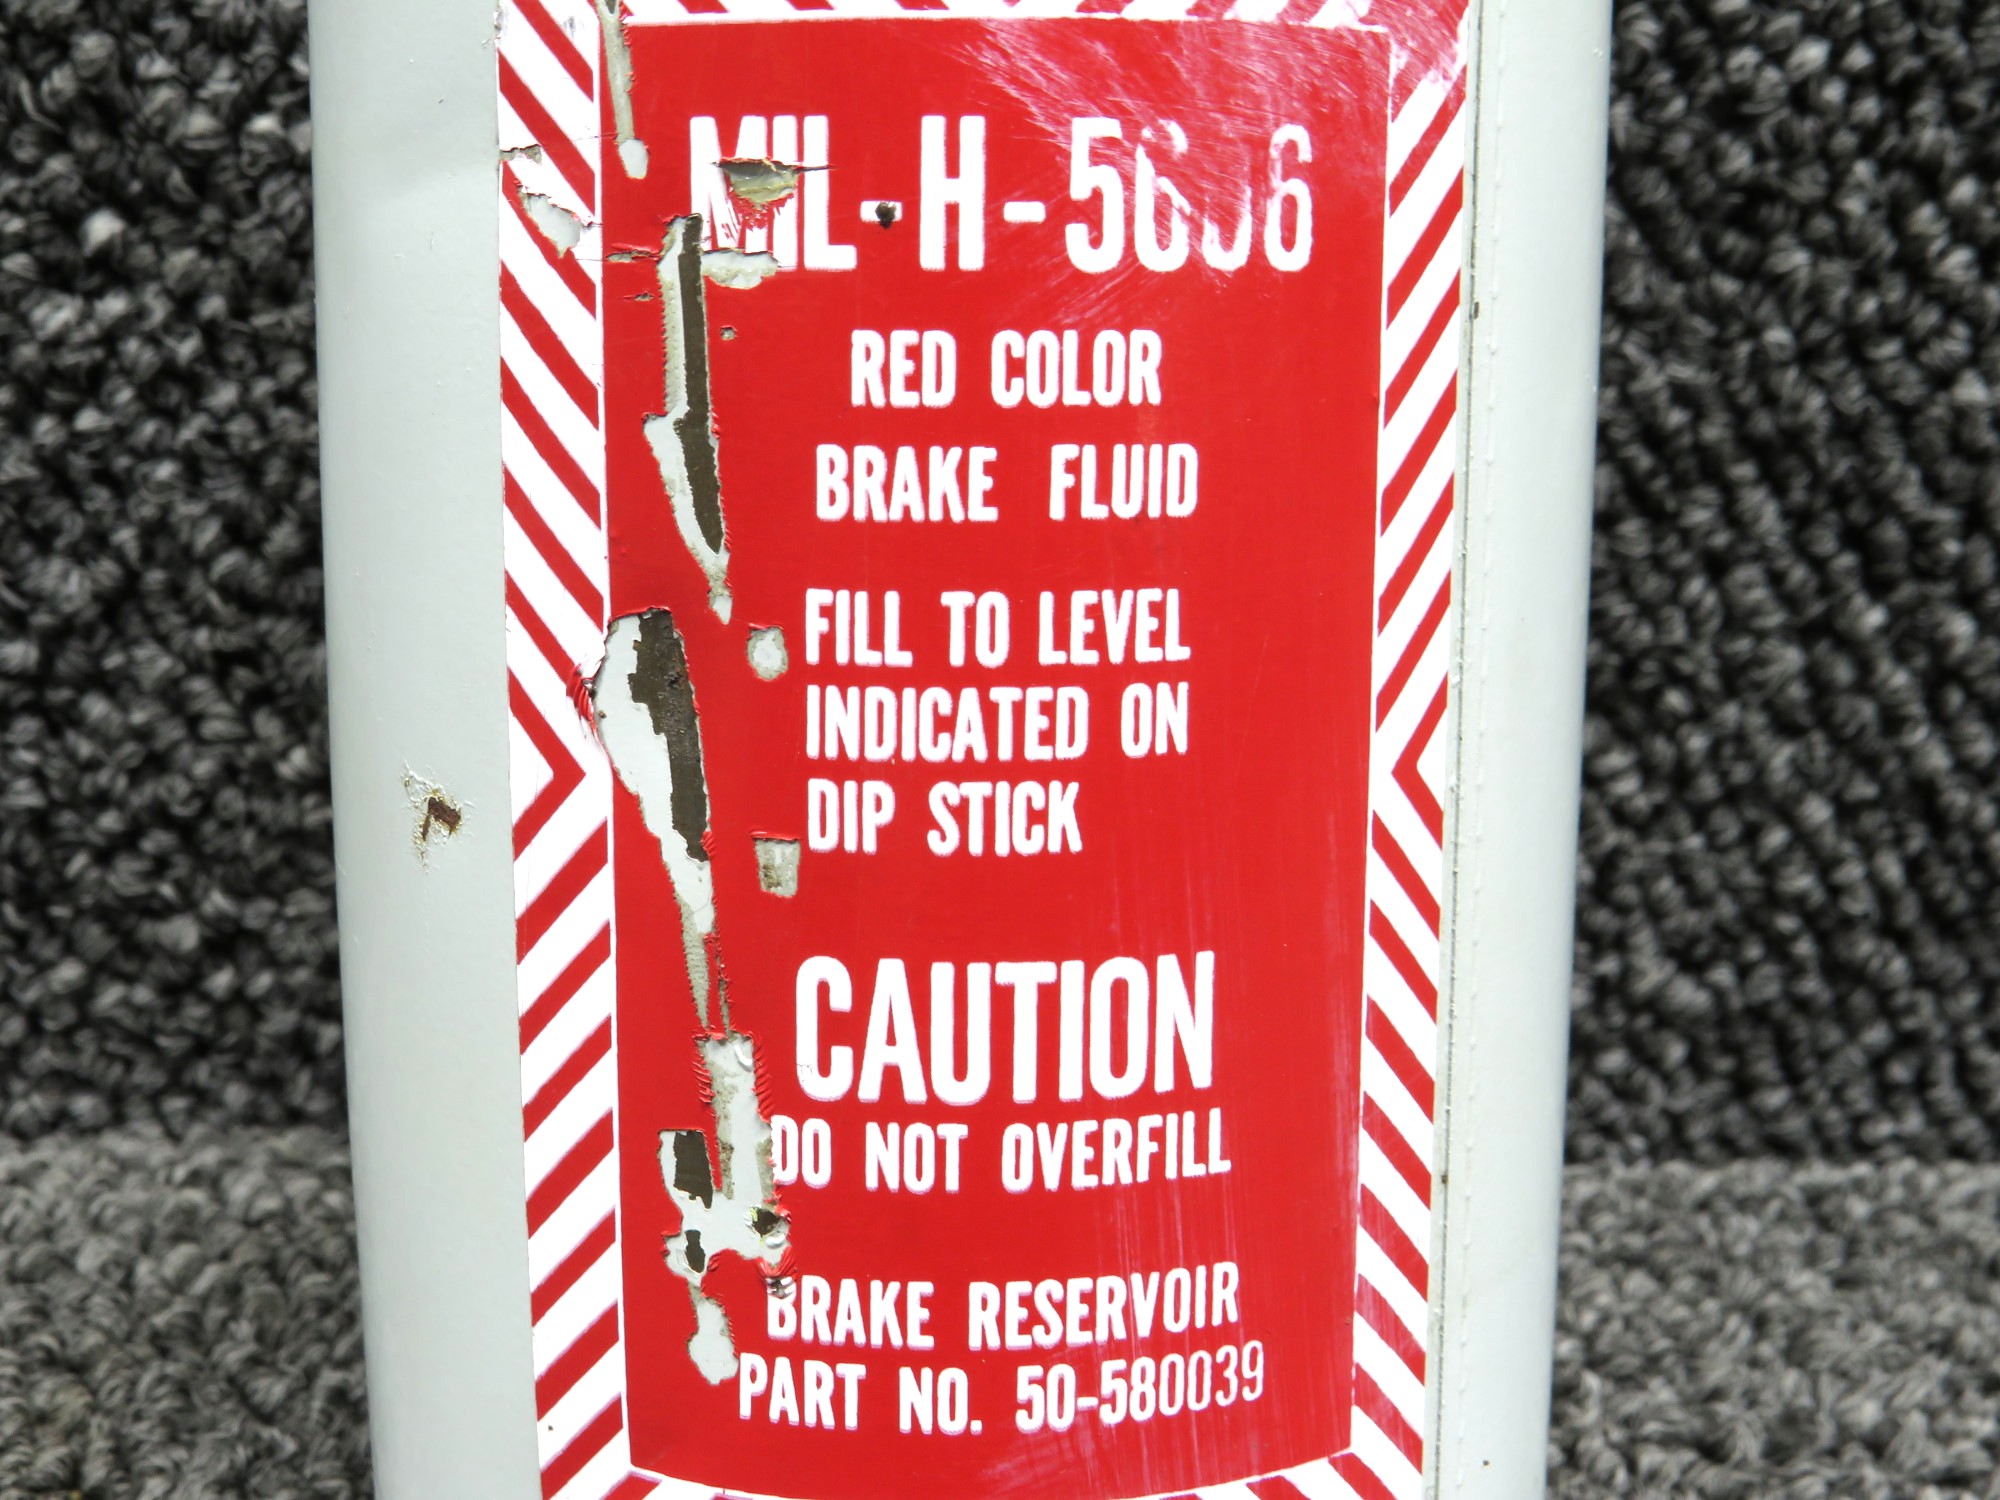 MIL-H-5606
RED COLOR
BRAKE FLUID
FILL TO LEVEL
INDICATED ON
DIP STICK
CAUTION
DO NOT OVERFILL
BRAKE RESERVOIR
PART NO. 50-580039